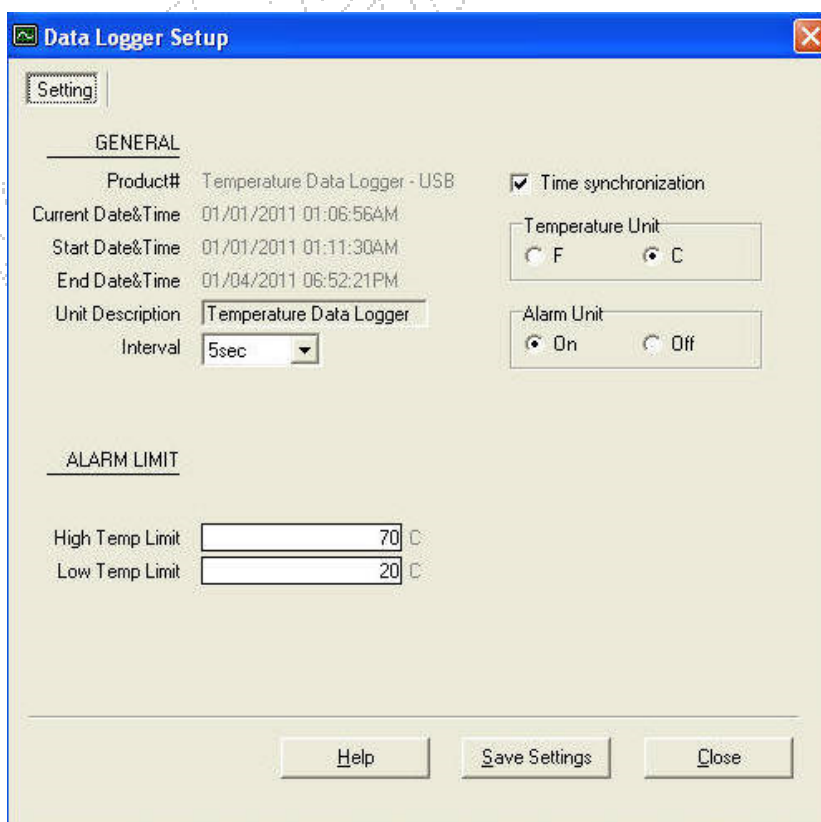 Data Logger Setup
Setting
GENERAL
Product# Temperature Data Logger - USB
Current Date&Time 01/01/2011 01:06:56AM
Start Date&Time 01/01/2011 01:11:30AM
End Date&Time 01/04/2011 06:52:21PM
Unit Description Temperature Data Logger
Interval 5sec
Time synchronization
Temperature Unit
F C
Alarm Unit
On Off
ALARM LIMIT
High Temp Limit 70 C
Low Temp Limit 20 C
Help Save Settings Close